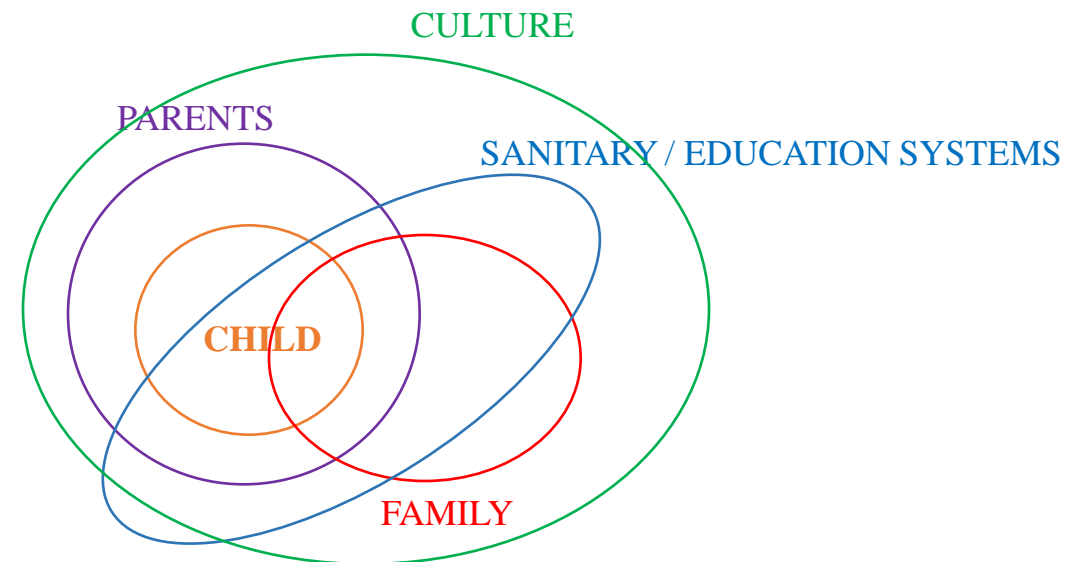 CULTURE
PARENTS
SANITARY / EDUCATION SYSTEMS
CHILD
FAMILY